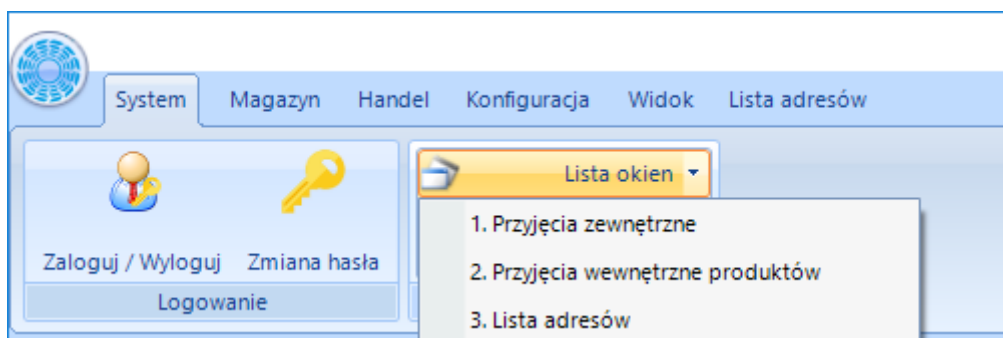 System Magazyn Handel Konfiguracja Widok Lista adresów
Lista okien
1. Przyjęcia zewnętrzne
2. Przyjęcia wewnętrzne produktów
3. Lista adresów
Zaloguj / Wyloguj Zmiana hasła
Logowanie